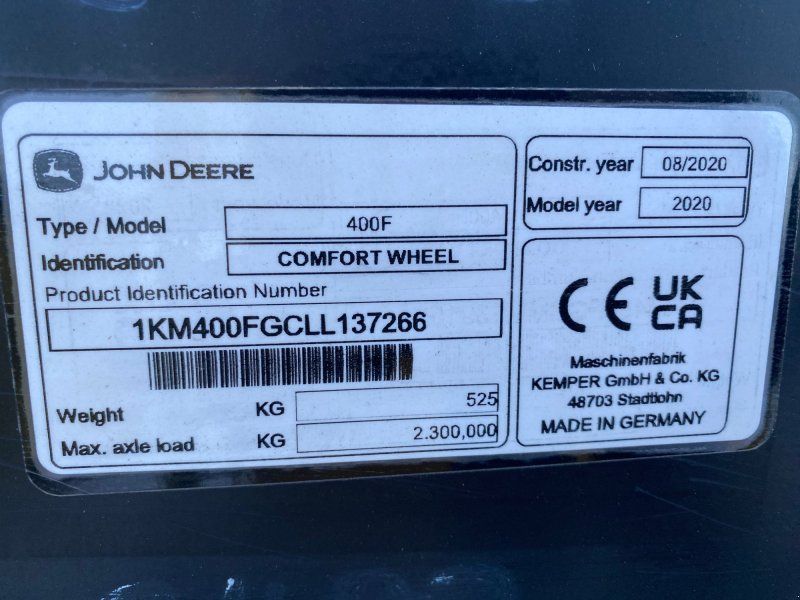 JOHN DEERE
Type / Model 400F
Identification COMFORT WHEEL
Product Identification Number
1KM400FGCLL137266
Weight KG 525
Max. axle load KG 2.300,000
Constr. year 08/2020
Model year 2020
CE UK
CA
Maschinenfabrik
KEMPER GmbH & Co. KG
48703 Stadtlohn
MADE IN GERMANY